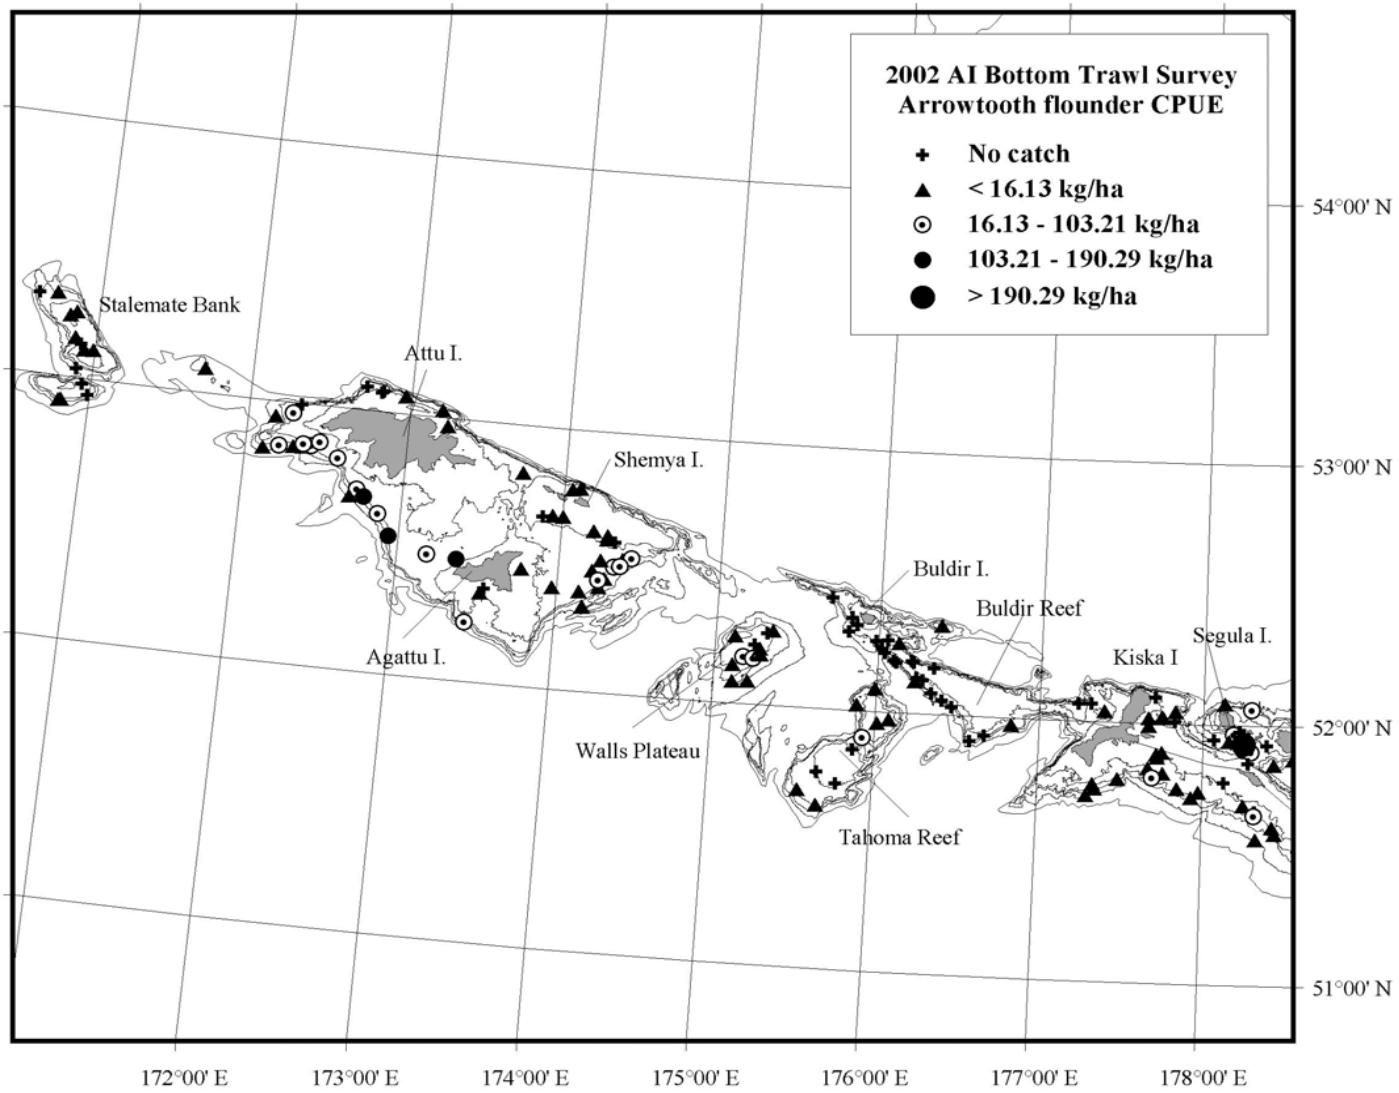 2002 AI Bottom Trawl Survey
Arrowtooth flounder CPUE
No catch
< 16.13 kg/ha
16.13 - 103.21 kg/ha
103.21 - 190.29 kg/ha
> 190.29 kg/ha
54°00' N
Stalemate Bank
Attu I.
Shemya I.
53°00' N
Buldir I.
Buldir Reef
Segula I.
Agattu I.
Kiska I
52°00' N
Walls Plateau
Tahoma Reef
51°00' N
172°00' E
173°00' E
174°00' E
175°00' E
176°00' E
177°00' E
178°00' E